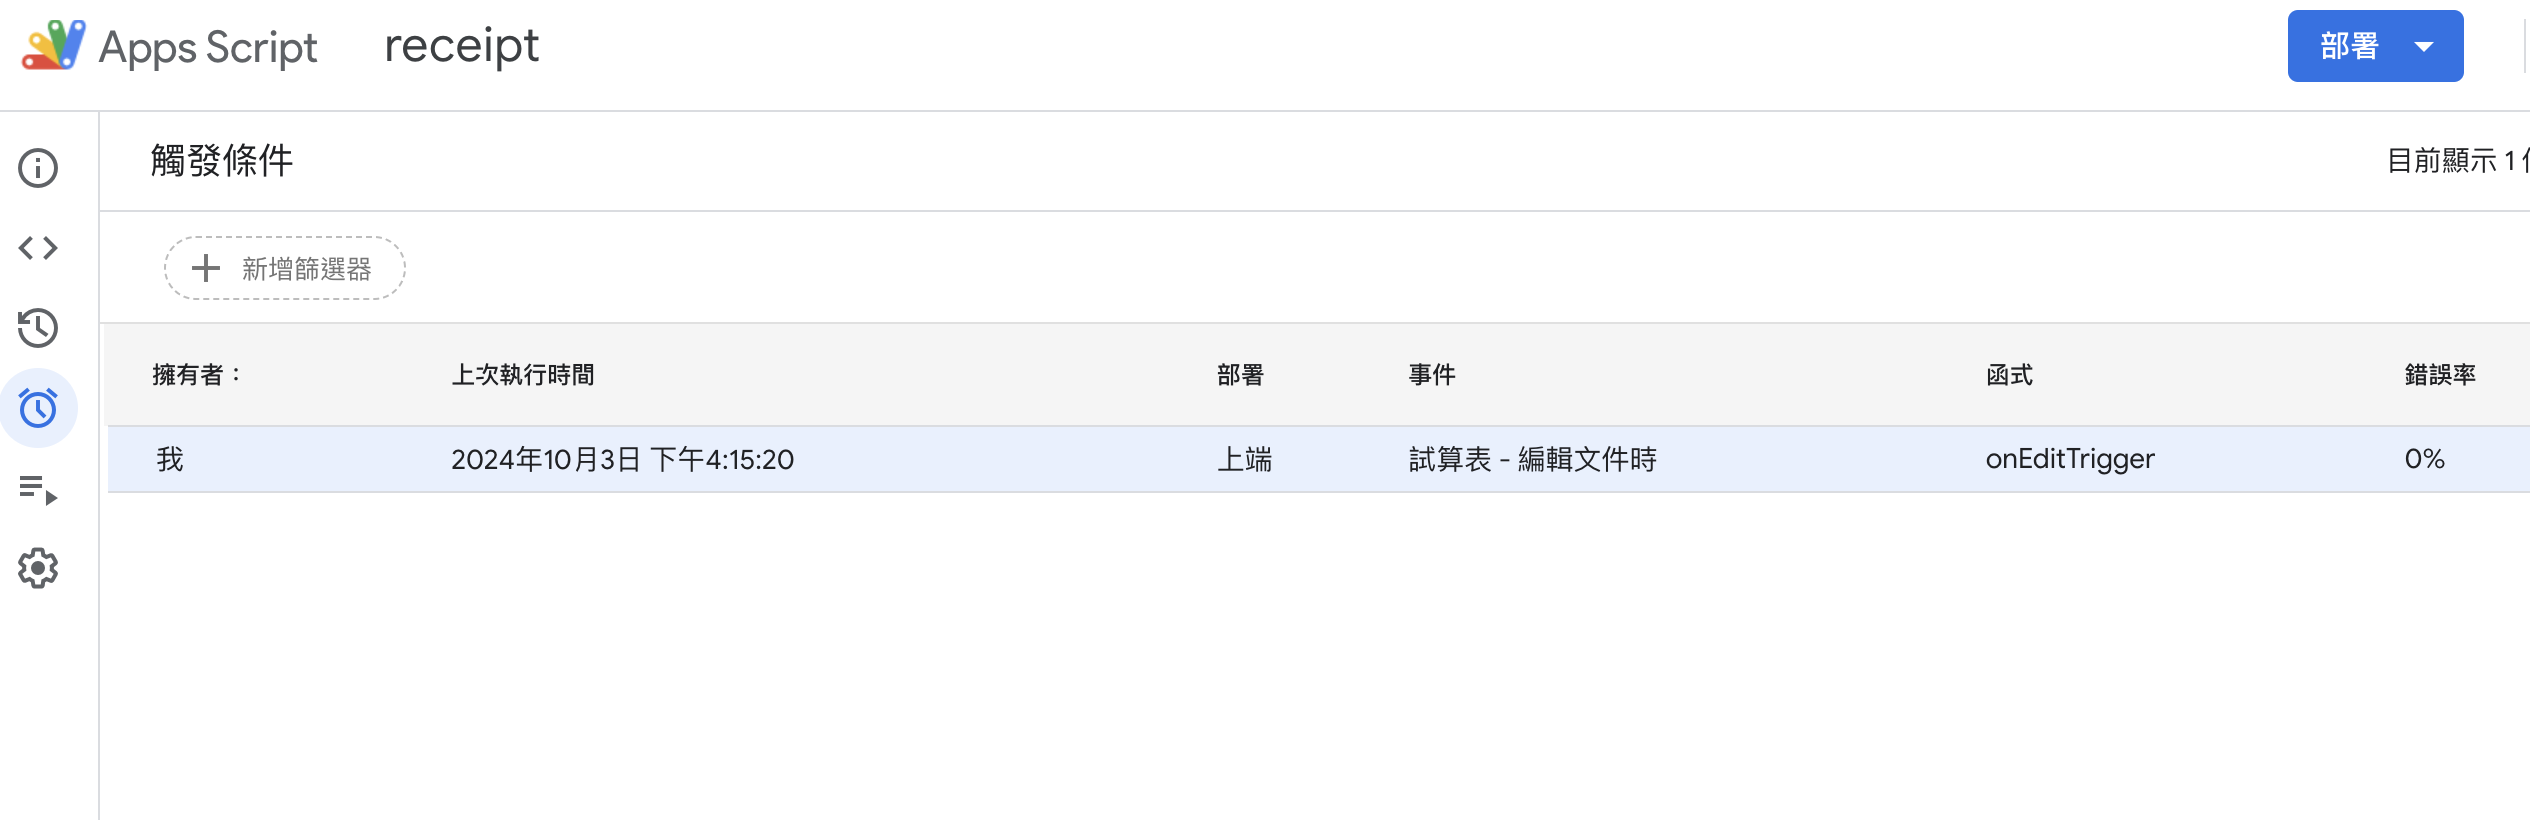 Apps Script receipt 部署
觸發條件 目前顯示 1
新增篩選器
擁有者： 上次執行時間 部署 事件 函式 錯誤率
我 2024年10月3日 下午4:15:20 上端 試算表 - 編輯文件時 onEditTrigger 0%